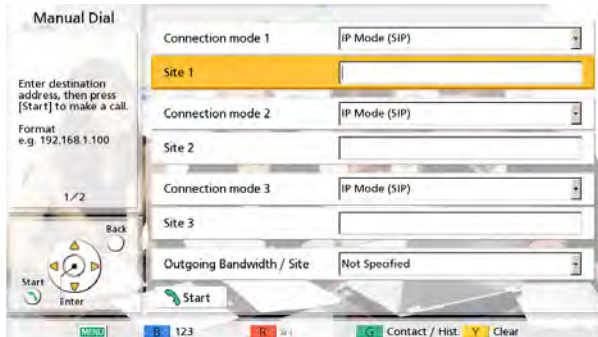 Manual Dial
Enter destination
address, then press
[Start] to make a call.
Format
e.g. 192.168.1.100
1/2
Back
Start
Enter
Connection mode 1
IP Mode (SIP)
Site 1
Connection mode 2
IP Mode (SIP)
Site 2
Connection mode 3
IP Mode (SIP)
Site 3
Outgoing Bandwidth / Site
Not Specified
Start
MENU
B 123
R
G Contact / Hist.
Y Clear